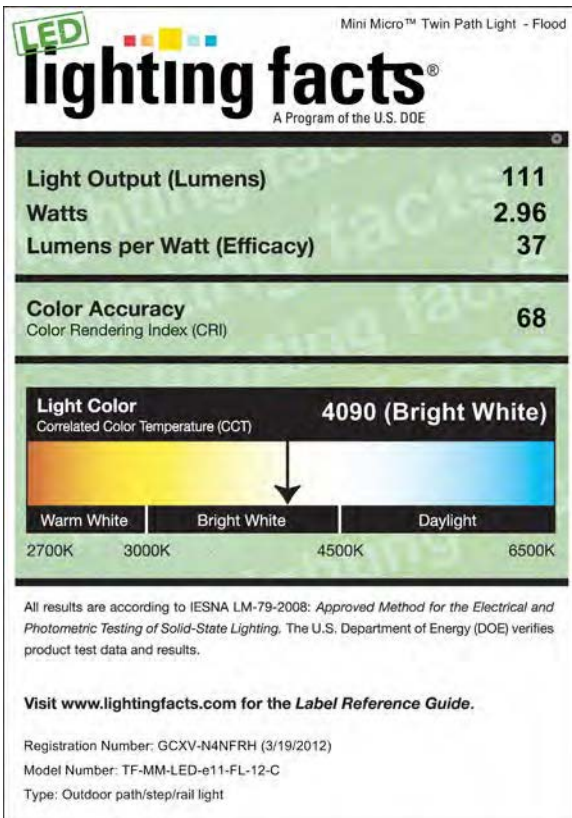 Mini Micro™ Twin Path Light - Flood
LED
lighting facts®
A Program of the U.S. DOE
Light Output (Lumens) 111
Watts 2.96
Lumens per Watt (Efficacy) 37
Color Accuracy
Color Rendering Index (CRI) 68
Light Color
Correlated Color Temperature (CCT) 4090 (Bright White)
Warm White Bright White Daylight
2700K 3000K 4500K 6500K
All results are according to IESNA LM-79-2008: Approved Method for the Electrical and
Photometric Testing of Solid-State Lighting. The U.S. Department of Energy (DOE) verifies
product test data and results.
Visit www.lightingfacts.com for the Label Reference Guide.
Registration Number: GCXV-N4NFRH (3/19/2012)
Model Number: TF-MM-LED-e11-FL-12-C
Type: Outdoor path/step/rail light